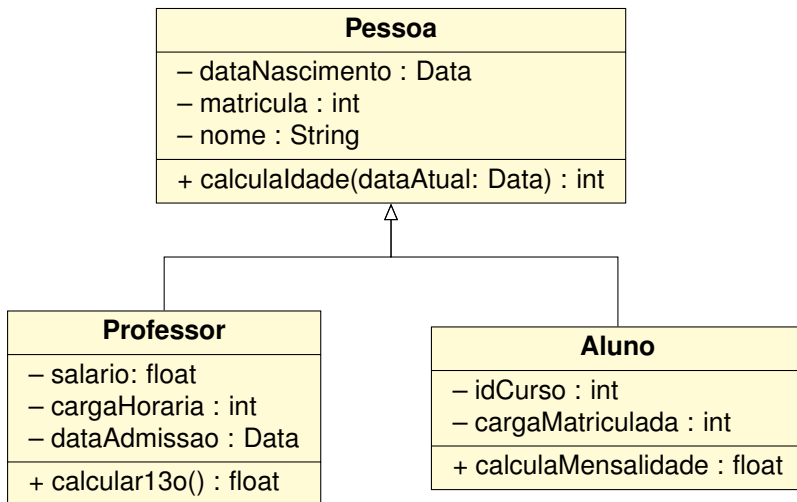 Pessoa
– dataNascimento : Data
– matricula : int
– nome : String
+ calculaIdade(dataAtual: Data) : int
Professor
– salario: float
– cargaHoraria : int
– dataAdmissao : Data
+ calcular13o() : float
Aluno
– idCurso : int
– cargaMatriculada : int
+ calculaMensalidade : float